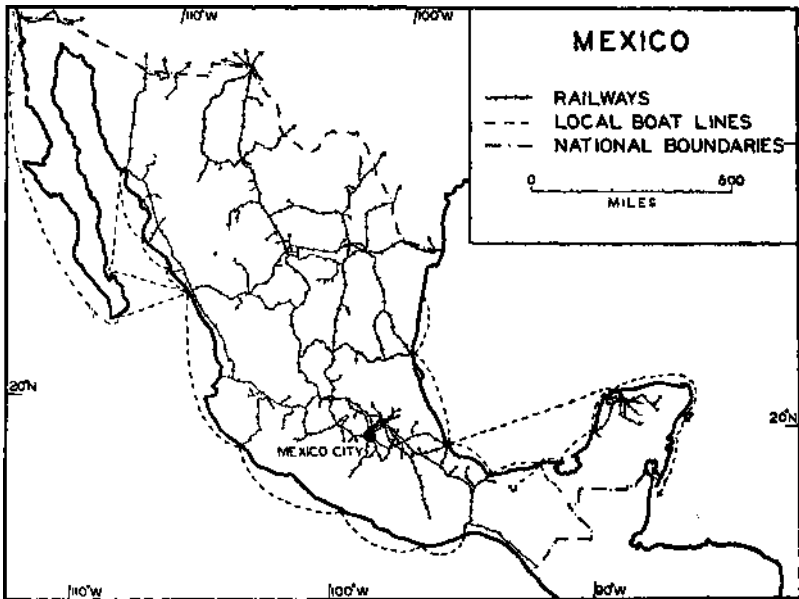 110°W
100°W
MEXICO
RAILWAYS
LOCAL BOAT LINES
NATIONAL BOUNDARIES
0 500
MILES
20°N
20°N
MEXICO CITY
110°W
100°W
90°W